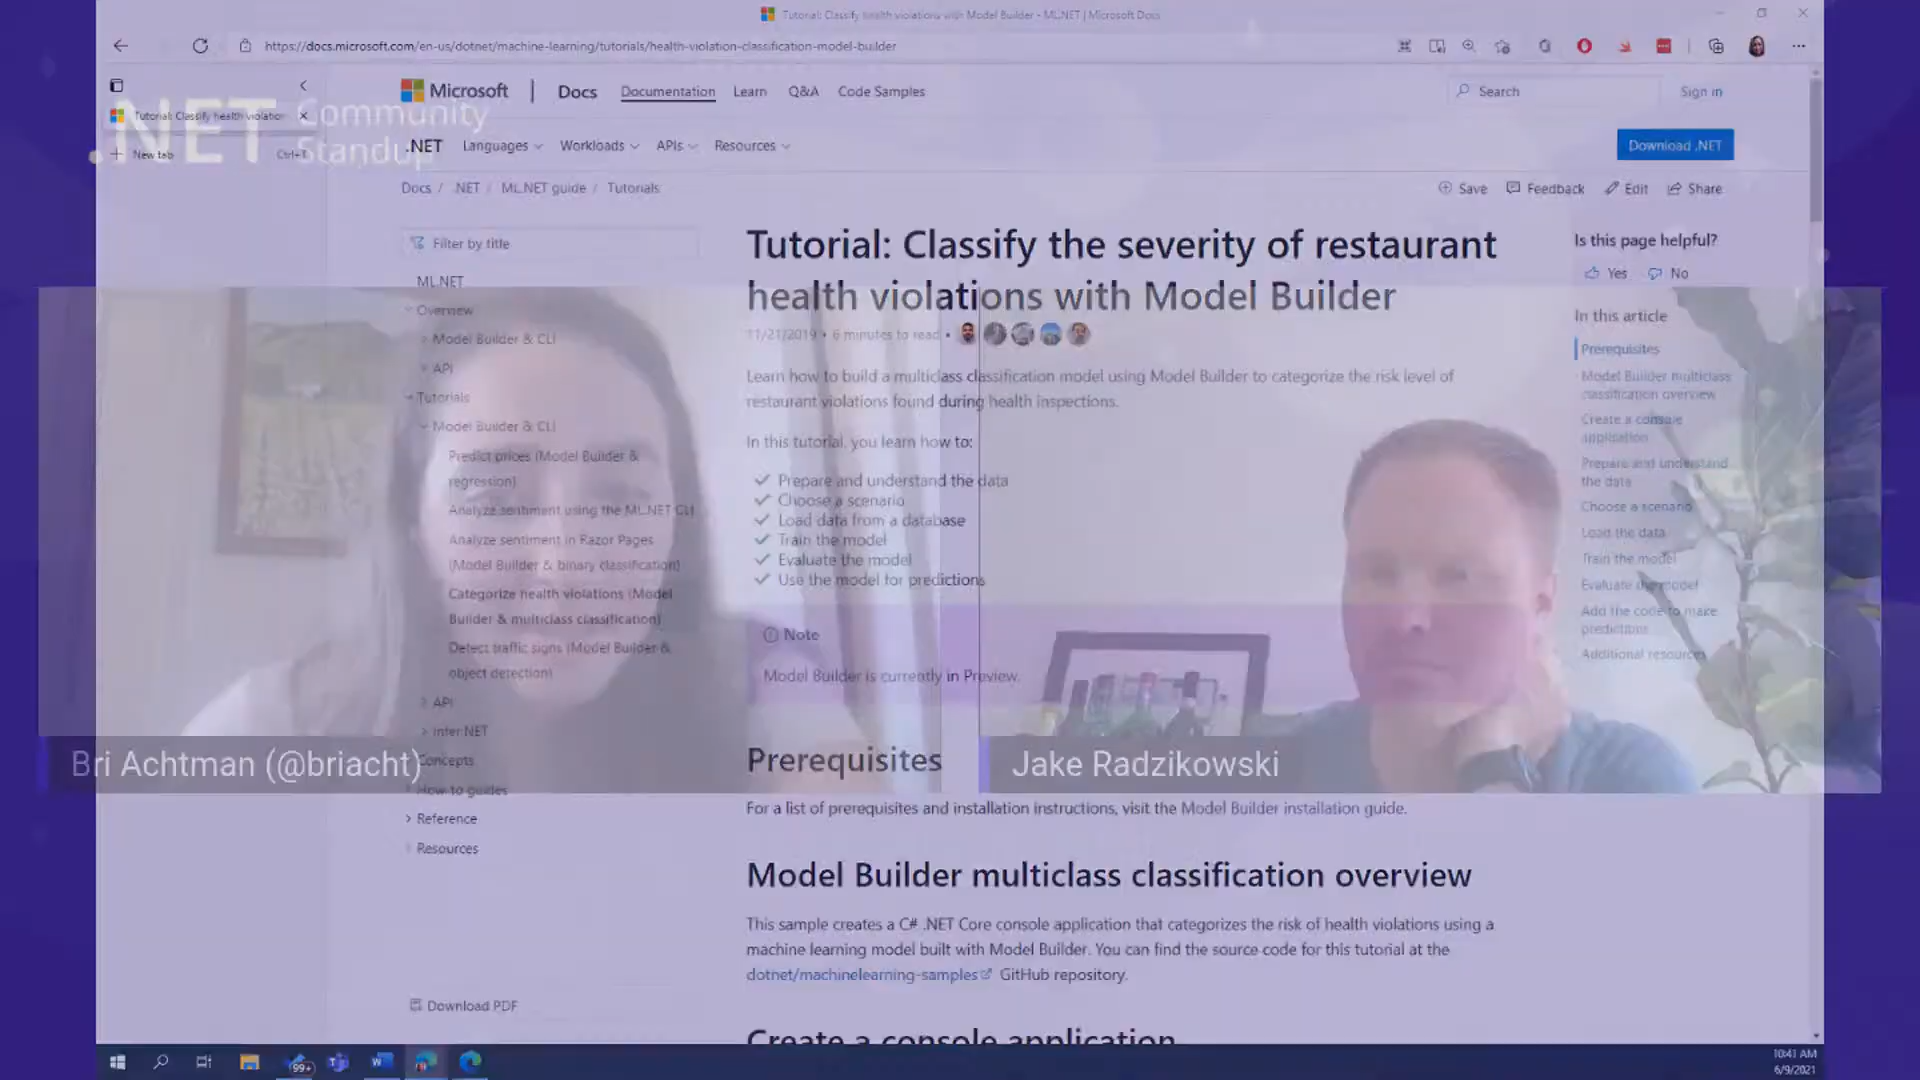 Tutorial: Classify health violations with Model Builder - ML.NET | Microsoft Docs
https://docs.microsoft.com/en-us/dotnet/machine-learning/tutorials/health-violation-classification-model-builder
Microsoft | Docs Documentation Learn Q&A Code Samples
Search
Sign in
Tutorial: Classify health violation
New tab Ctrl+T
.NET Community
Standup
.NET Languages Workloads APIs Resources
Download .NET
Docs / .NET / ML.NET guide / Tutorials
Save Feedback Edit Share
Filter by title
ML.NET
Overview
Model Builder & CLI
API
Tutorials
Model Builder & CLI
Predict prices (Model Builder &
regression)
Analyze sentiment using the ML.NET CLI
Analyze sentiment in Razor Pages
(Model Builder & binary classification)
Categorize health violations (Model
Builder & multiclass classification)
Detect traffic signs (Model Builder &
object detection)
API
Infer.NET
Concepts
How-to guides
Reference
Resources
Download PDF
Tutorial: Classify the severity of restaurant
health violations with Model Builder
11/21/2019 • 6 minutes to read •
Learn how to build a multiclass classification model using Model Builder to categorize the risk level of
restaurant violations found during health inspections.
In this tutorial, you learn how to:
Prepare and understand the data
Choose a scenario
Load data from a database
Train the model
Evaluate the model
Use the model for predictions
Note
Model Builder is currently in Preview.
Prerequisites
For a list of prerequisites and installation instructions, visit the Model Builder installation guide.
Model Builder multiclass classification overview
This sample creates a C# .NET Core console application that categorizes the risk of health violations using a
machine learning model built with Model Builder. You can find the source code for this tutorial at the
dotnet/machinelearning-samples GitHub repository.
Create a console application
Is this page helpful?
Yes No
In this article
Prerequisites
Model Builder multiclass
classification overview
Create a console
application
Prepare and understand
the data
Choose a scenario
Load the data
Train the model
Evaluate the model
Add the code to make
predictions
Additional resources
Bri Achtman (@briacht)
Jake Radzikowski
99+
10:41 AM
6/9/2021